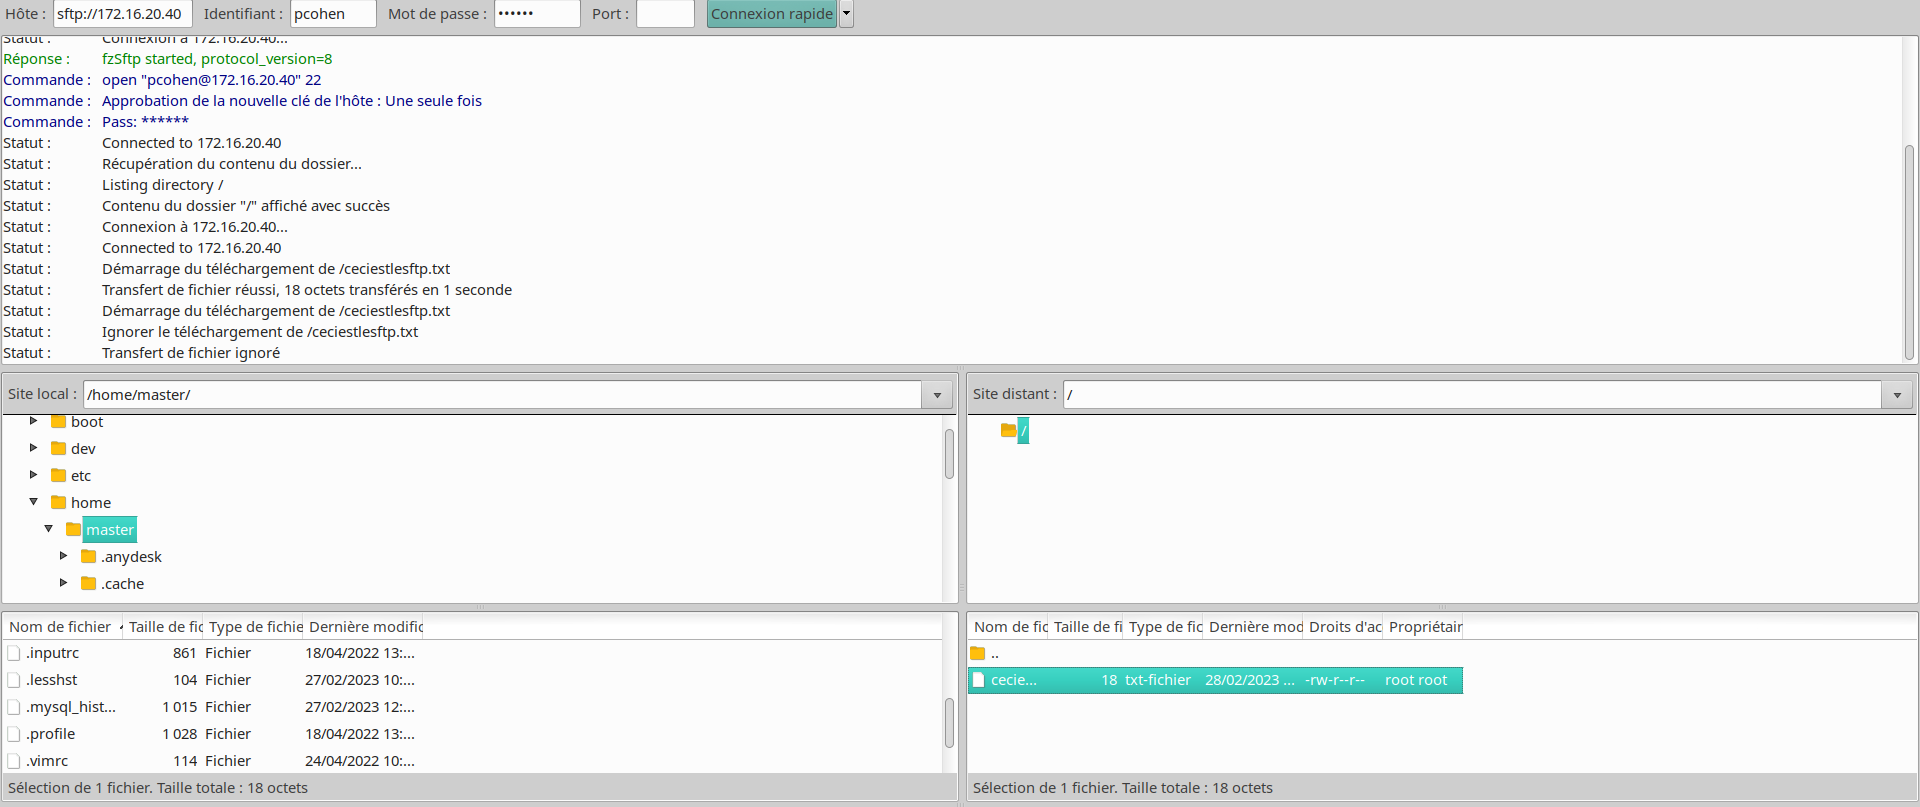 Hôte : sftp://172.16.20.40 Identifiant : pcohen Mot de passe : •••••• Port : Connexion rapide
Statut : Connexion à 172.16.20.40...
Réponse : fzSftp started, protocol_version=8
Commande : open "pcohen@172.16.20.40" 22
Commande : Approbation de la nouvelle clé de l'hôte : Une seule fois
Commande : Pass: ******
Statut : Connected to 172.16.20.40
Statut : Récupération du contenu du dossier...
Statut : Listing directory /
Statut : Contenu du dossier "/" affiché avec succès
Statut : Connexion à 172.16.20.40...
Statut : Connected to 172.16.20.40
Statut : Démarrage du téléchargement de /ceciestlesftp.txt
Statut : Transfert de fichier réussi, 18 octets transférés en 1 seconde
Statut : Démarrage du téléchargement de /ceciestlesftp.txt
Statut : Ignorer le téléchargement de /ceciestlesftp.txt
Statut : Transfert de fichier ignoré
Site local : /home/master/
boot
dev
etc
home
master
.anydesk
.cache
Nom de fichier Taille de fic Type de fichie Dernière modific
.inputrc 861 Fichier 18/04/2022 13:...
.lesshst 104 Fichier 27/02/2023 10:...
.mysql_hist... 1 015 Fichier 27/02/2023 12:...
.profile 1 028 Fichier 18/04/2022 13:...
.vimrc 114 Fichier 24/04/2022 10:...
Sélection de 1 fichier. Taille totale : 18 octets
Site distant : /
/
Nom de fic Taille de fi Type de fic Dernière mod Droits d'ac Propriétair
..
cecie... 18 txt-fichier 28/02/2023 ... -rw-r--r-- root root
Sélection de 1 fichier. Taille totale : 18 octets